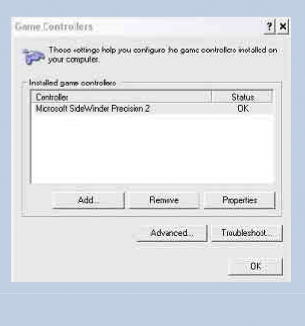 Game Controllers ? ×
These settings help you configure the game controllers installed on
your computer.
Installed game controllers
Controller Status
Microsoft SideWinder Precision 2 OK
Add... Remove Properties
Advanced... Troubleshoot...
OK